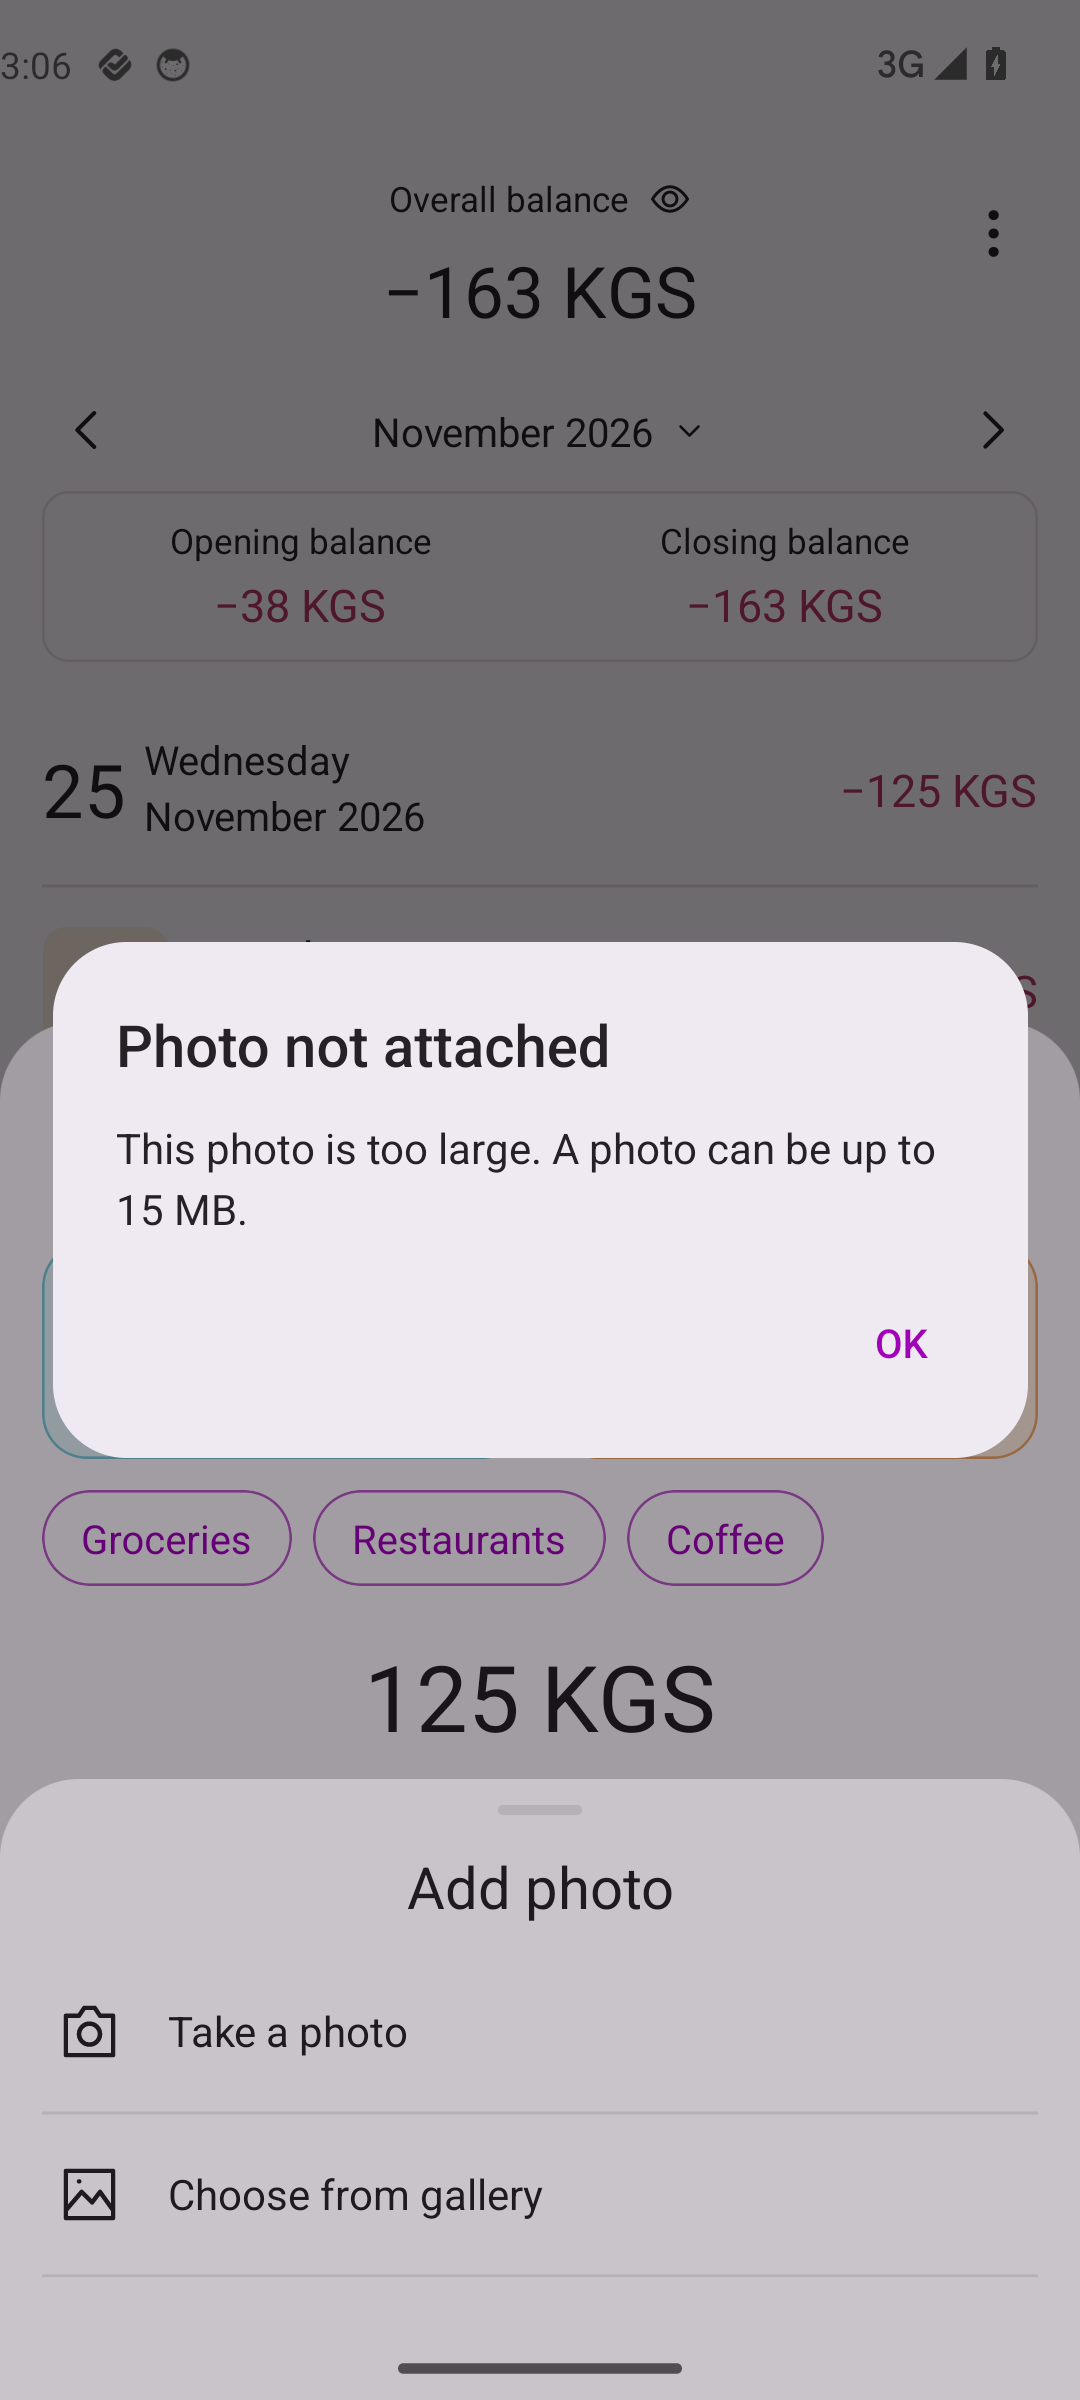 3:06
3G
Overall balance
−163 KGS
November 2026
Opening balance
Closing balance
−38 KGS
−163 KGS
25
Wednesday
November 2026
−125 KGS
Photo not attached
This photo is too large. A photo can be up to
15 MB.
OK
Groceries
Restaurants
Coffee
125 KGS
Add photo
Take a photo
Choose from gallery